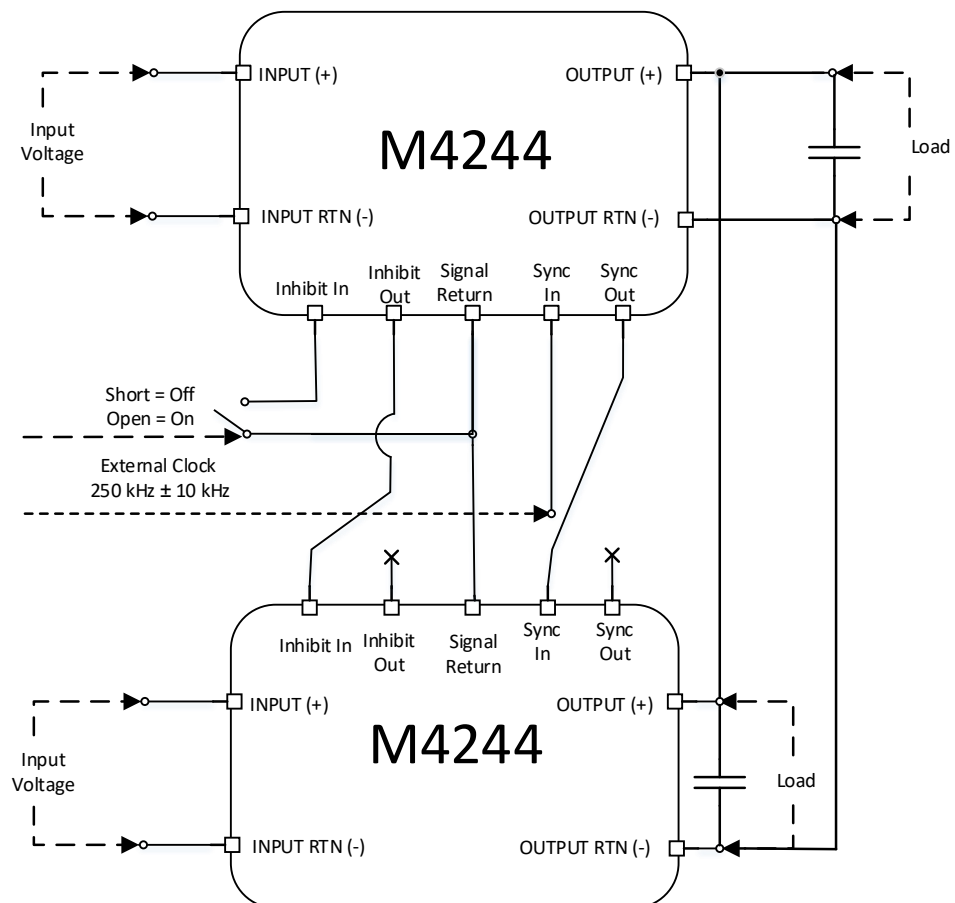 INPUT (+)
OUTPUT (+)
Input
Voltage
M4244
Load
INPUT RTN (-)
OUTPUT RTN (-)
Inhibit In
Inhibit
Out
Signal
Return
Sync
In
Sync
Out
Short = Off
Open = On
External Clock
250 kHz ± 10 kHz
Inhibit In
Inhibit
Out
Signal
Return
Sync
In
Sync
Out
INPUT (+)
OUTPUT (+)
M4244
Input
Voltage
Load
INPUT RTN (-)
OUTPUT RTN (-)